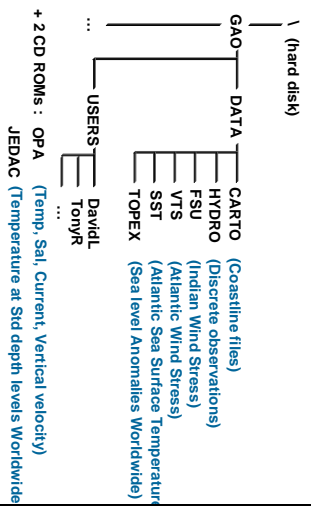 \ (hard disk)
GAO DATA CARTO (Coastline files)
HYDRO (Discrete observations)
FSU (Indian Wind Stress)
VTS (Atlantic Wind Stress)
SST (Atlantic Sea Surface Temperature
TOPEX (Sea level Anomalies Worldwide)
USERS DavidL
TonyR
...
...
+ 2 CD ROMs : OPA (Temp, Sal, Current, Vertical velocity)
JEDAC (Temperature at Std depth levels Worldwide